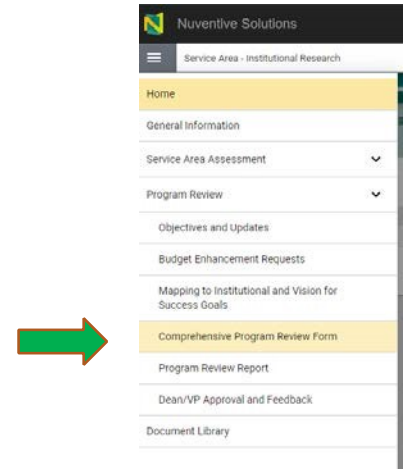 Nuventive Solutions
Service Area - Institutional Research
Home
General Information
Service Area Assessment
Program Review
Objectives and Updates
Budget Enhancement Requests
Mapping to Institutional and Vision for
Success Goals
Comprehensive Program Review Form
Program Review Report
Dean/VP Approval and Feedback
Document Library